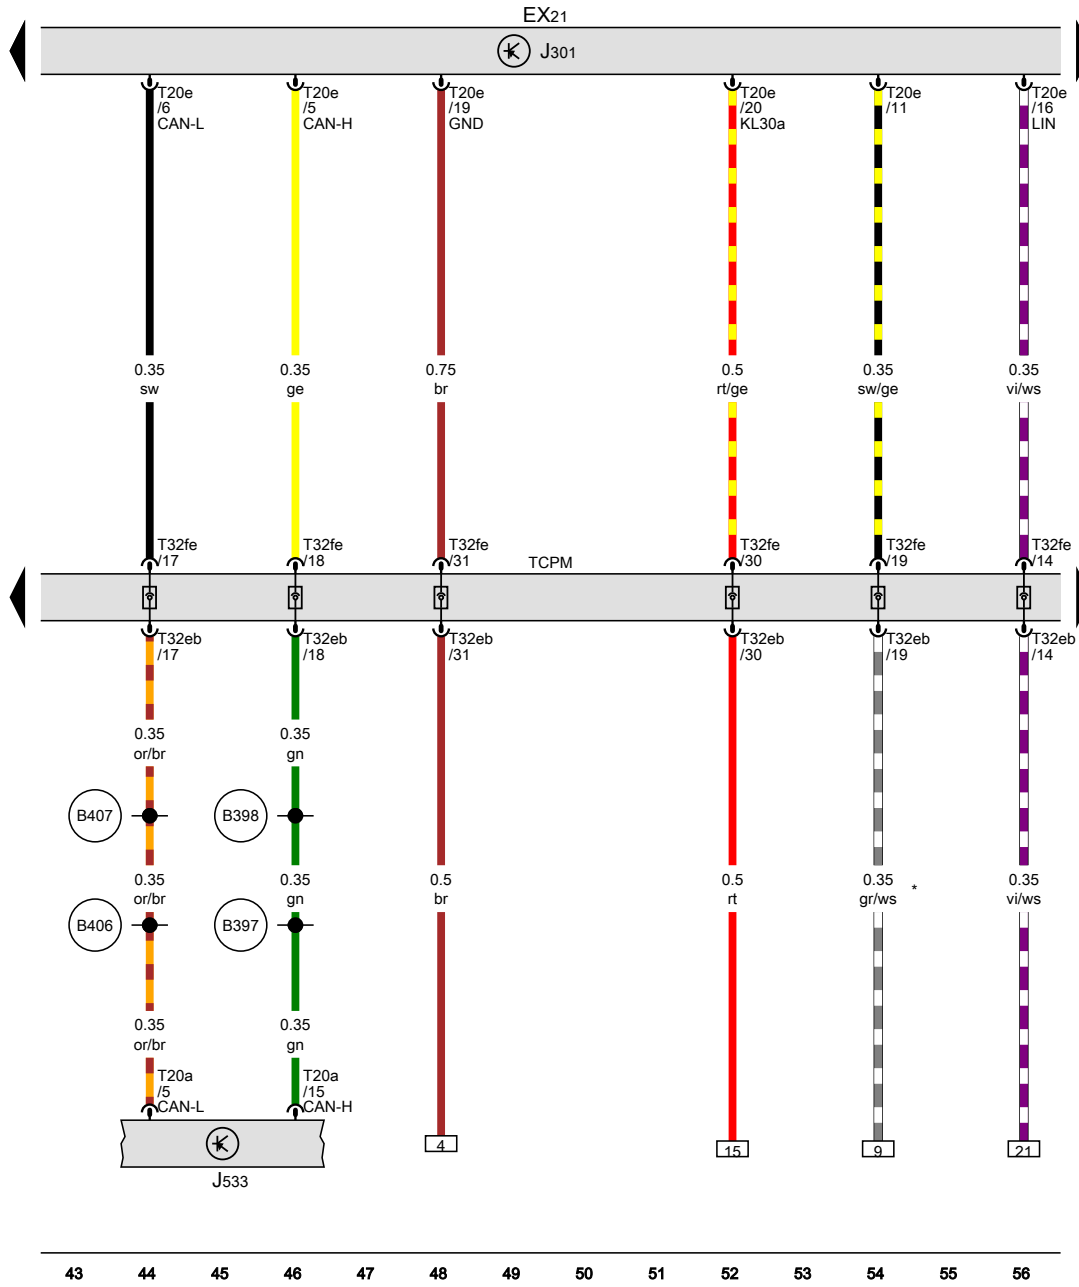 EX21
J301
T20e
/6
CAN-L
T20e
/5
CAN-H
T20e
/19
GND
T20e
/20
KL30a
T20e
/11
T20e
/16
LIN
0.35
sw
0.35
ge
0.75
br
0.5
rt/ge
0.35
sw/ge
0.35
vi/ws
T32fe
/17
T32fe
/18
T32fe
/31
TCPM
T32fe
/30
T32fe
/19
T32fe
/14
T32eb
/17
T32eb
/18
T32eb
/31
T32eb
/30
T32eb
/19
T32eb
/14
0.35
or/br
0.35
gn
B407
B398
0.35
or/br
0.35
gn
0.5
br
0.5
rt
0.35
gr/ws
*
0.35
vi/ws
B406
B397
0.35
or/br
0.35
gn
T20a
/5
CAN-L
T20a
/15
CAN-H
J533
4
15
9
21
43 44 45 46 47 48 49 50 51 52 53 54 55 56